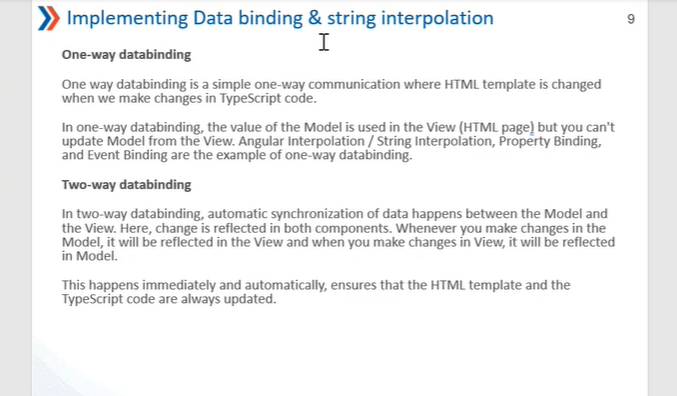 Implementing Data binding & string interpolation
9
One-way databinding
One way databinding is a simple one-way communication where HTML template is changed
when we make changes in TypeScript code.
In one-way databinding, the value of the Model is used in the View (HTML page) but you can't
update Model from the View. Angular Interpolation / String Interpolation, Property Binding,
and Event Binding are the example of one-way databinding.
Two-way databinding
In two-way databinding, automatic synchronization of data happens between the Model and
the View. Here, change is reflected in both components. Whenever you make changes in the
Model, it will be reflected in the View and when you make changes in View, it will be reflected
in Model.
This happens immediately and automatically, ensures that the HTML template and the
TypeScript code are always updated.